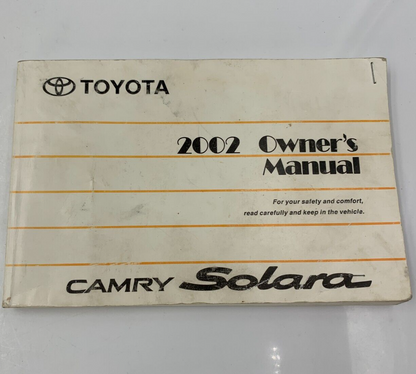 TOYOTA
2002 Owner's
Manual
For your safety and comfort,
read carefully and keep in the vehicle.
CAMRY Solara